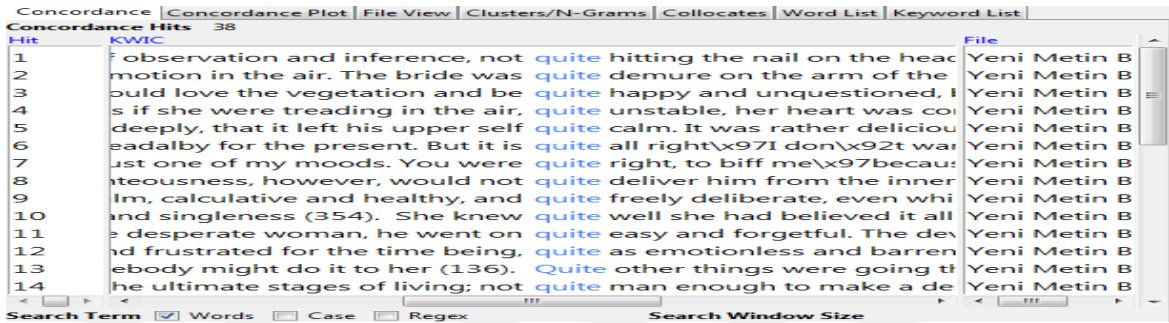 Concordance Concordance Plot File View Clusters/N-Grams Collocates Word List Keyword List
Concordance Hits 38
Hit KWIC File
1 f observation and inference, not quite hitting the nail on the head Yeni Metin B
2 motion in the air. The bride was quite demure on the arm of the Yeni Metin B
3 ould love the vegetation and be quite happy and unquestioned, Yeni Metin B
4 s if she were treading in the air, quite unstable, her heart was co Yeni Metin B
5 deeply, that it left his upper self quite calm. It was rather deliciou Yeni Metin B
6 eadalby for the present. But it is quite all right\x97I don\x92t wa Yeni Metin B
7 ust one of my moods. You were quite right, to biff me\x97becau Yeni Metin B
8 hteousness, however, would not quite deliver him from the inner Yeni Metin B
9 lm, calculative and healthy, and quite freely deliberate, even whi Yeni Metin B
10 and singleness (354). She knew quite well she had believed it all Yeni Metin B
11 e desperate woman, he went on quite easy and forgetful. The de Yeni Metin B
12 nd frustrated for the time being, quite as emotionless and barren Yeni Metin B
13 ebody might do it to her (136). Quite other things were going th Yeni Metin B
14 he ultimate stages of living; not quite man enough to make a de Yeni Metin B
Search Term Words Case Regex Search Window Size